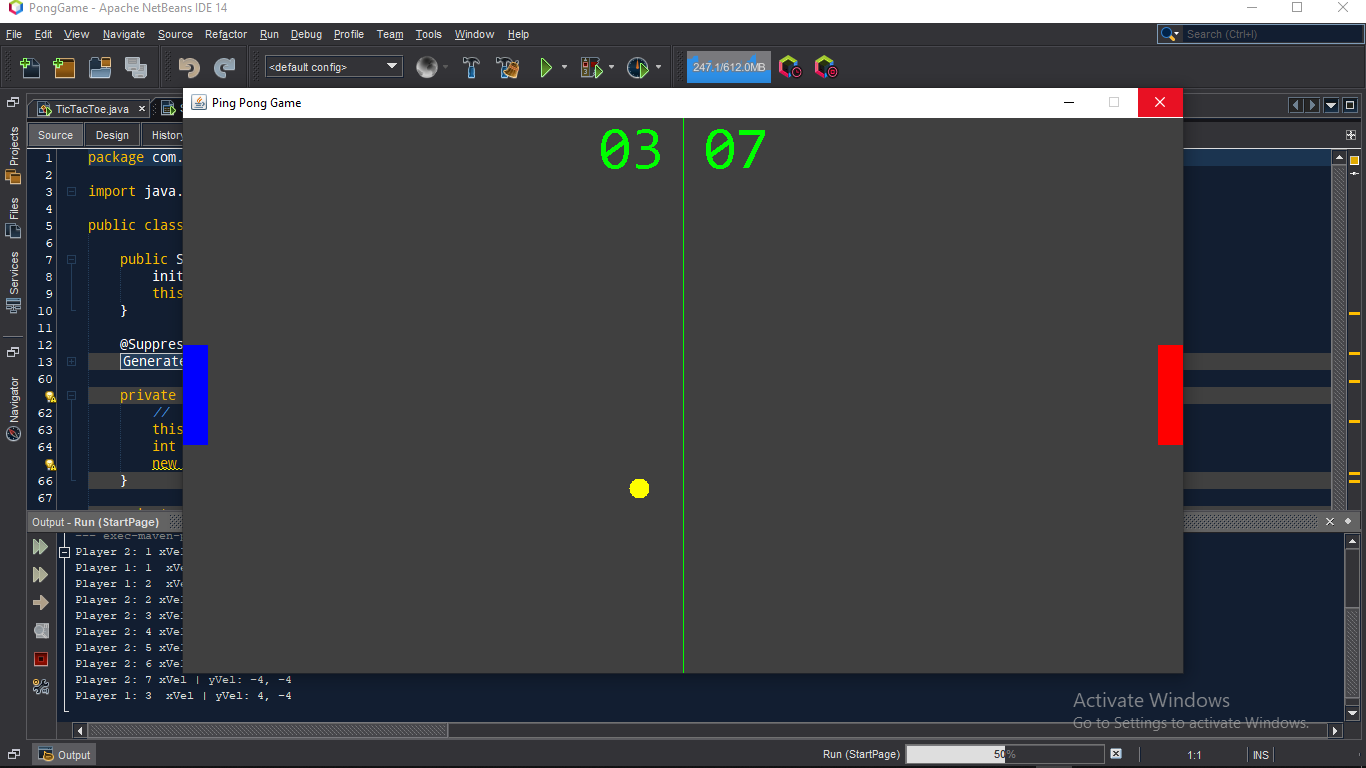 PongGame - Apache NetBeans IDE 14
File Edit View Navigate Source Refactor Run Debug Profile Team Tools Window Help
Search (Ctrl+I)
<default config>
247.1/612.0MB
TicTacToe.java
Ping Pong Game
Source Design History
03 07
Projects
Files
Services
Navigator
1 package com.
2
3 import java.
4
5 public class
6
7 public S
8 init
9 this
10 }
11
12 @Suppres
13 Generate
60
private
62 //
63 this
64 int
new
66 }
67
Output - Run (StartPage)
--- exec-maven-p
Player 2: 1 xVel
Player 1: 1 xVe
Player 1: 2 xVe
Player 2: 2 xVel
Player 2: 3 xVel
Player 2: 4 xVel
Player 2: 5 xVel
Player 2: 6 xVel
Player 2: 7 xVel | yVel: -4, -4
Player 1: 3 xVel | yVel: 4, -4
Activate Windows
Go to Settings to activate Windows.
Output
Run (StartPage)
50%
1:1
INS